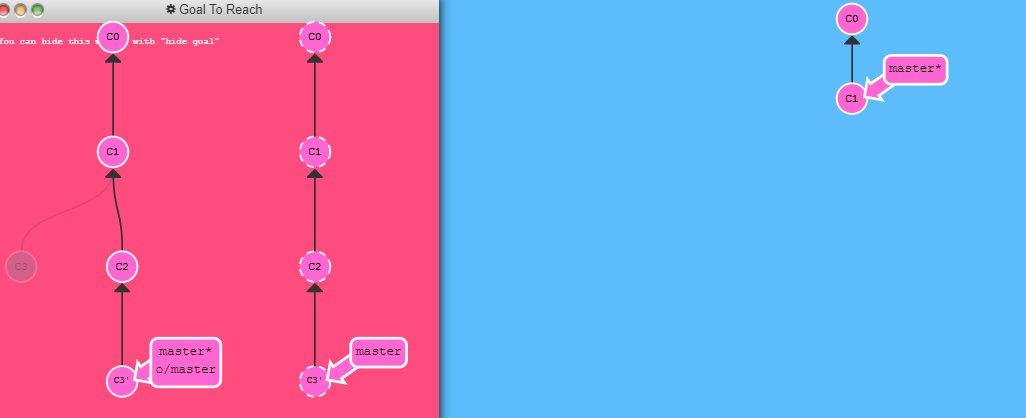 Goal To Reach
You can hide this with "hide goal"
C0
C0
C1
C1
C3
C2
C2
master*
o/master
C3'
master
C3'
C0
master*
C1